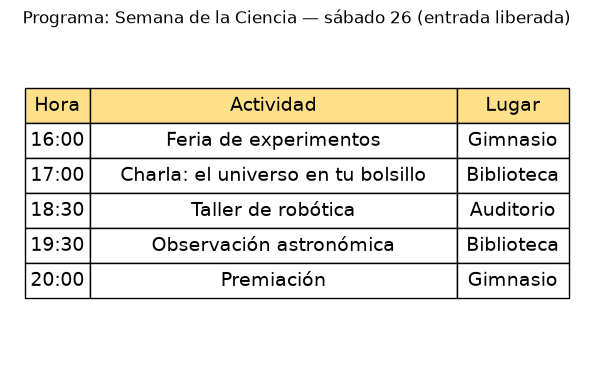 Programa: Semana de la Ciencia — sábado 26 (entrada liberada)
Hora Actividad Lugar
16:00 Feria de experimentos Gimnasio
17:00 Charla: el universo en tu bolsillo Biblioteca
18:30 Taller de robótica Auditorio
19:30 Observación astronómica Biblioteca
20:00 Premiación Gimnasio